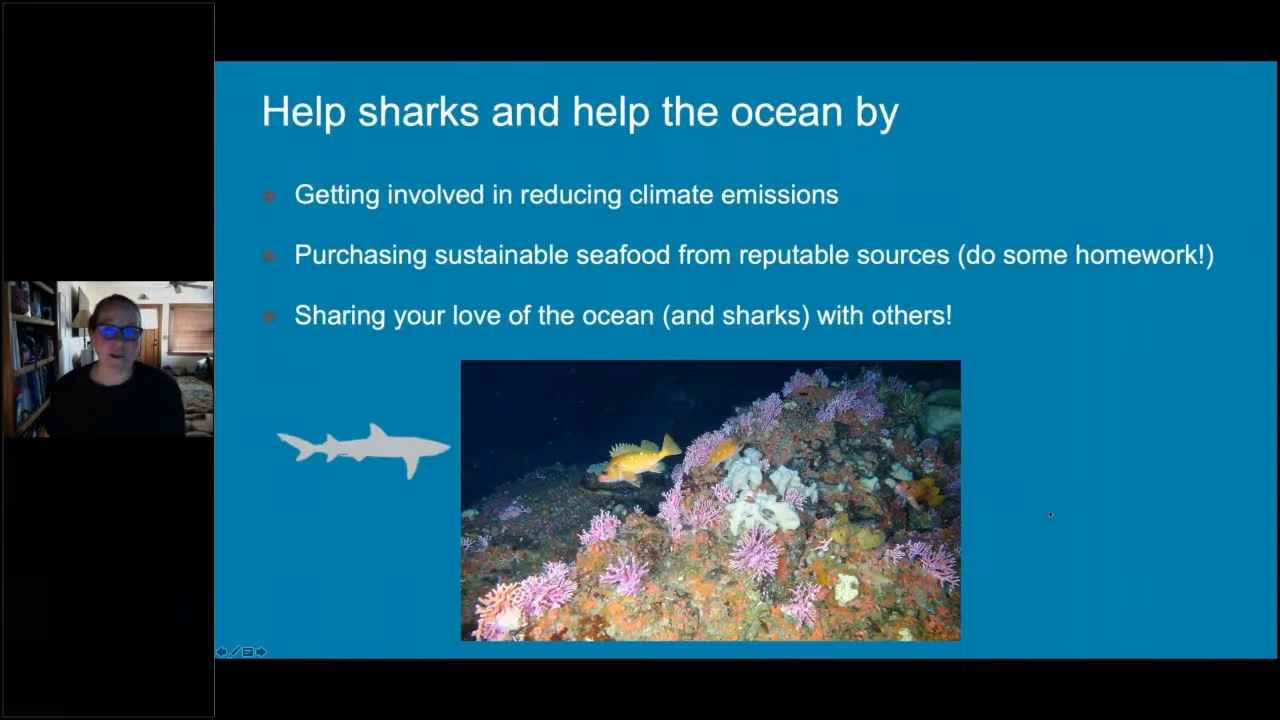 Help sharks and help the ocean by
Getting involved in reducing climate emissions
Purchasing sustainable seafood from reputable sources (do some homework!)
Sharing your love of the ocean (and sharks) with others!